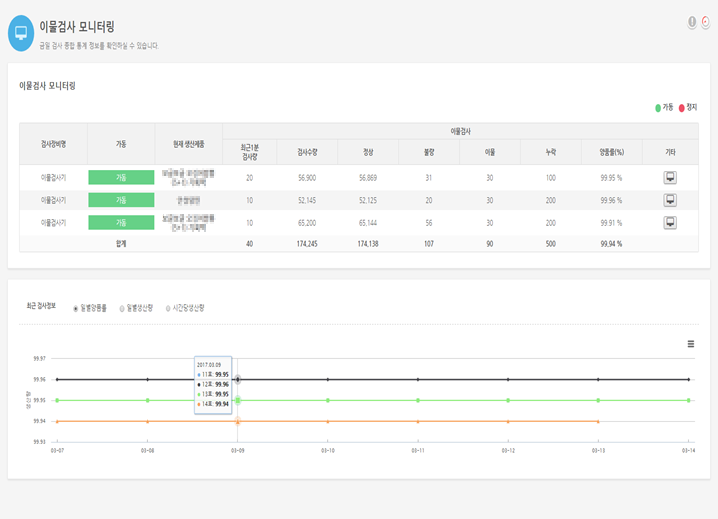 이물검사 모니터링
금일 검사 종합 통계 정보를 확인하실 수 있습니다.
이물검사 모니터링
가동 정지
검사장비명 가동 현재 생산제품 이물검사
최근1분 검사량 검사수량 정상 불량 이물 누락 양품률(%) 기타
이물검사기 가동 20 56,900 56,869 31 30 100 99.95 %
이물검사기 가동 10 52,145 52,125 20 30 200 99.96 %
이물검사기 가동 10 65,200 65,144 56 30 200 99.91 %
합계 40 174,245 174,138 107 90 500 99.94 %
최근 검사정보 일별양품률 일별생산량 시간당생산량
생산량
99.97
99.96
99.95
99.94
99.93
2017.03.09
11호: 99.95
12호: 99.96
13호: 99.95
14호: 99.94
03-07 03-08 03-09 03-10 03-11 03-12 03-13 03-14